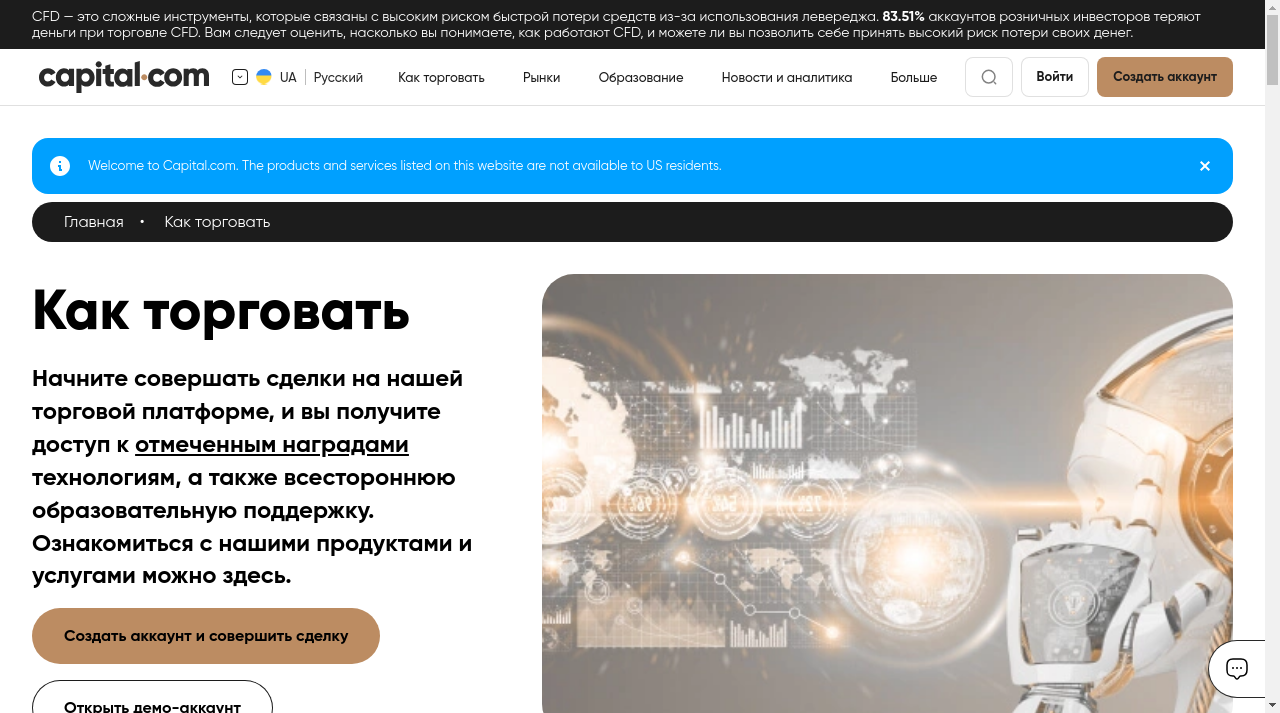 CFD — это сложные инструменты, которые связаны с высоким риском быстрой потери средств из-за использования левереджа. 83.51% аккаунтов розничных инвесторов теряют
деньги при торговле CFD. Вам следует оценить, насколько вы понимаете, как работают CFD, и можете ли вы позволить себе принять высокий риск потери своих денег.
capital.com UA Русский Как торговать Рынки Образование Новости и аналитика Больше Войти Создать аккаунт
Welcome to Capital.com. The products and services listed on this website are not available to US residents.
Главная • Как торговать
Как торговать
Начните совершать сделки на нашей
торговой платформе, и вы получите
доступ к отмеченным наградами
технологиям, а также всестороннюю
образовательную поддержку.
Ознакомиться с нашими продуктами и
услугами можно здесь.
Создать аккаунт и совершить сделку
Открыть демо-аккаунт